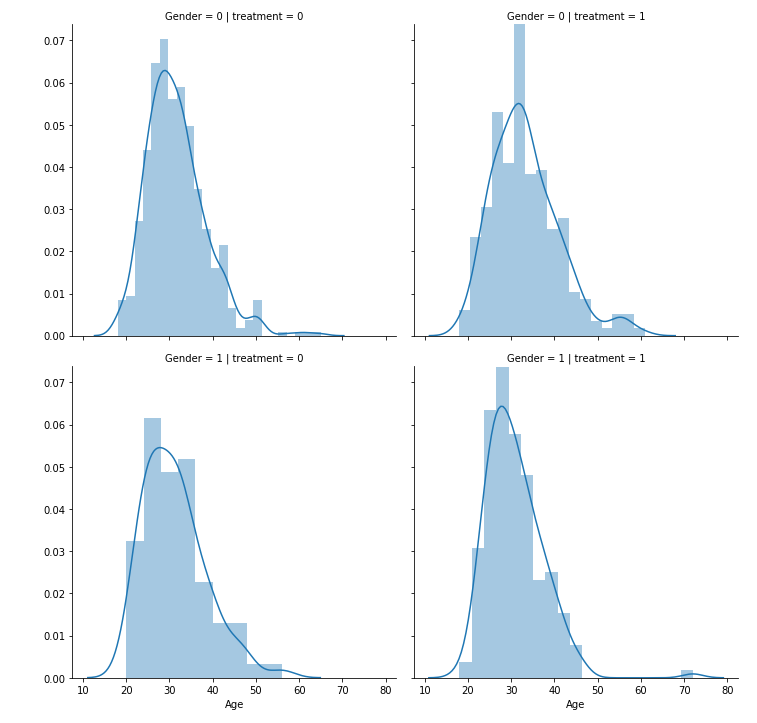 Gender = 0 | treatment = 0
Gender = 0 | treatment = 1
0.07
0.06
0.05
0.04
0.03
0.02
0.01
0.00
Gender = 1 | treatment = 0
Gender = 1 | treatment = 1
0.07
0.06
0.05
0.04
0.03
0.02
0.01
0.00
10 20 30 40 50 60 70 80
10 20 30 40 50 60 70 80
Age
Age